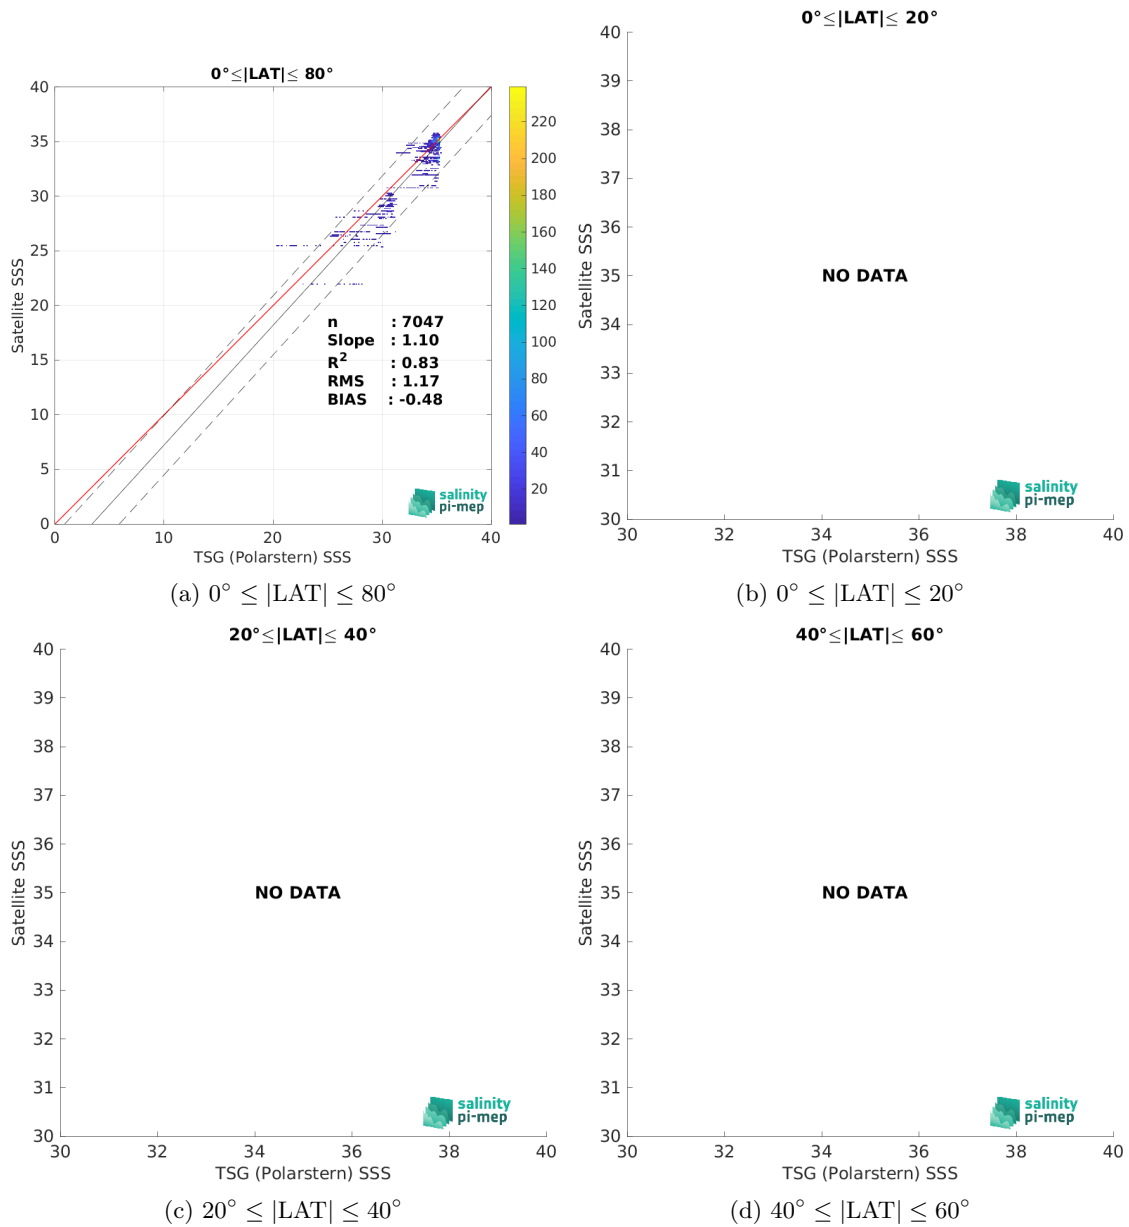 0°≤|LAT|≤ 80°
40
35
30
25
20
15
10
5
0
Satellite SSS
0
10
20
30
40
TSG (Polarstern) SSS
220
200
180
160
140
120
100
80
60
40
20
n : 7047
Slope : 1.10
R² : 0.83
RMS : 1.17
BIAS : -0.48
salinity
pi-mep
(a) 0° ≤ |LAT| ≤ 80°
0°≤|LAT|≤ 20°
40
39
38
37
36
35
34
33
32
31
30
Satellite SSS
NO DATA
salinity
pi-mep
30
32
34
36
38
40
TSG (Polarstern) SSS
(b) 0° ≤ |LAT| ≤ 20°
20°≤|LAT|≤ 40°
40
39
38
37
36
35
34
33
32
31
30
Satellite SSS
NO DATA
salinity
pi-mep
30
32
34
36
38
40
TSG (Polarstern) SSS
(c) 20° ≤ |LAT| ≤ 40°
40°≤|LAT|≤ 60°
40
39
38
37
36
35
34
33
32
31
30
Satellite SSS
NO DATA
salinity
pi-mep
30
32
34
36
38
40
TSG (Polarstern) SSS
(d) 40° ≤ |LAT| ≤ 60°